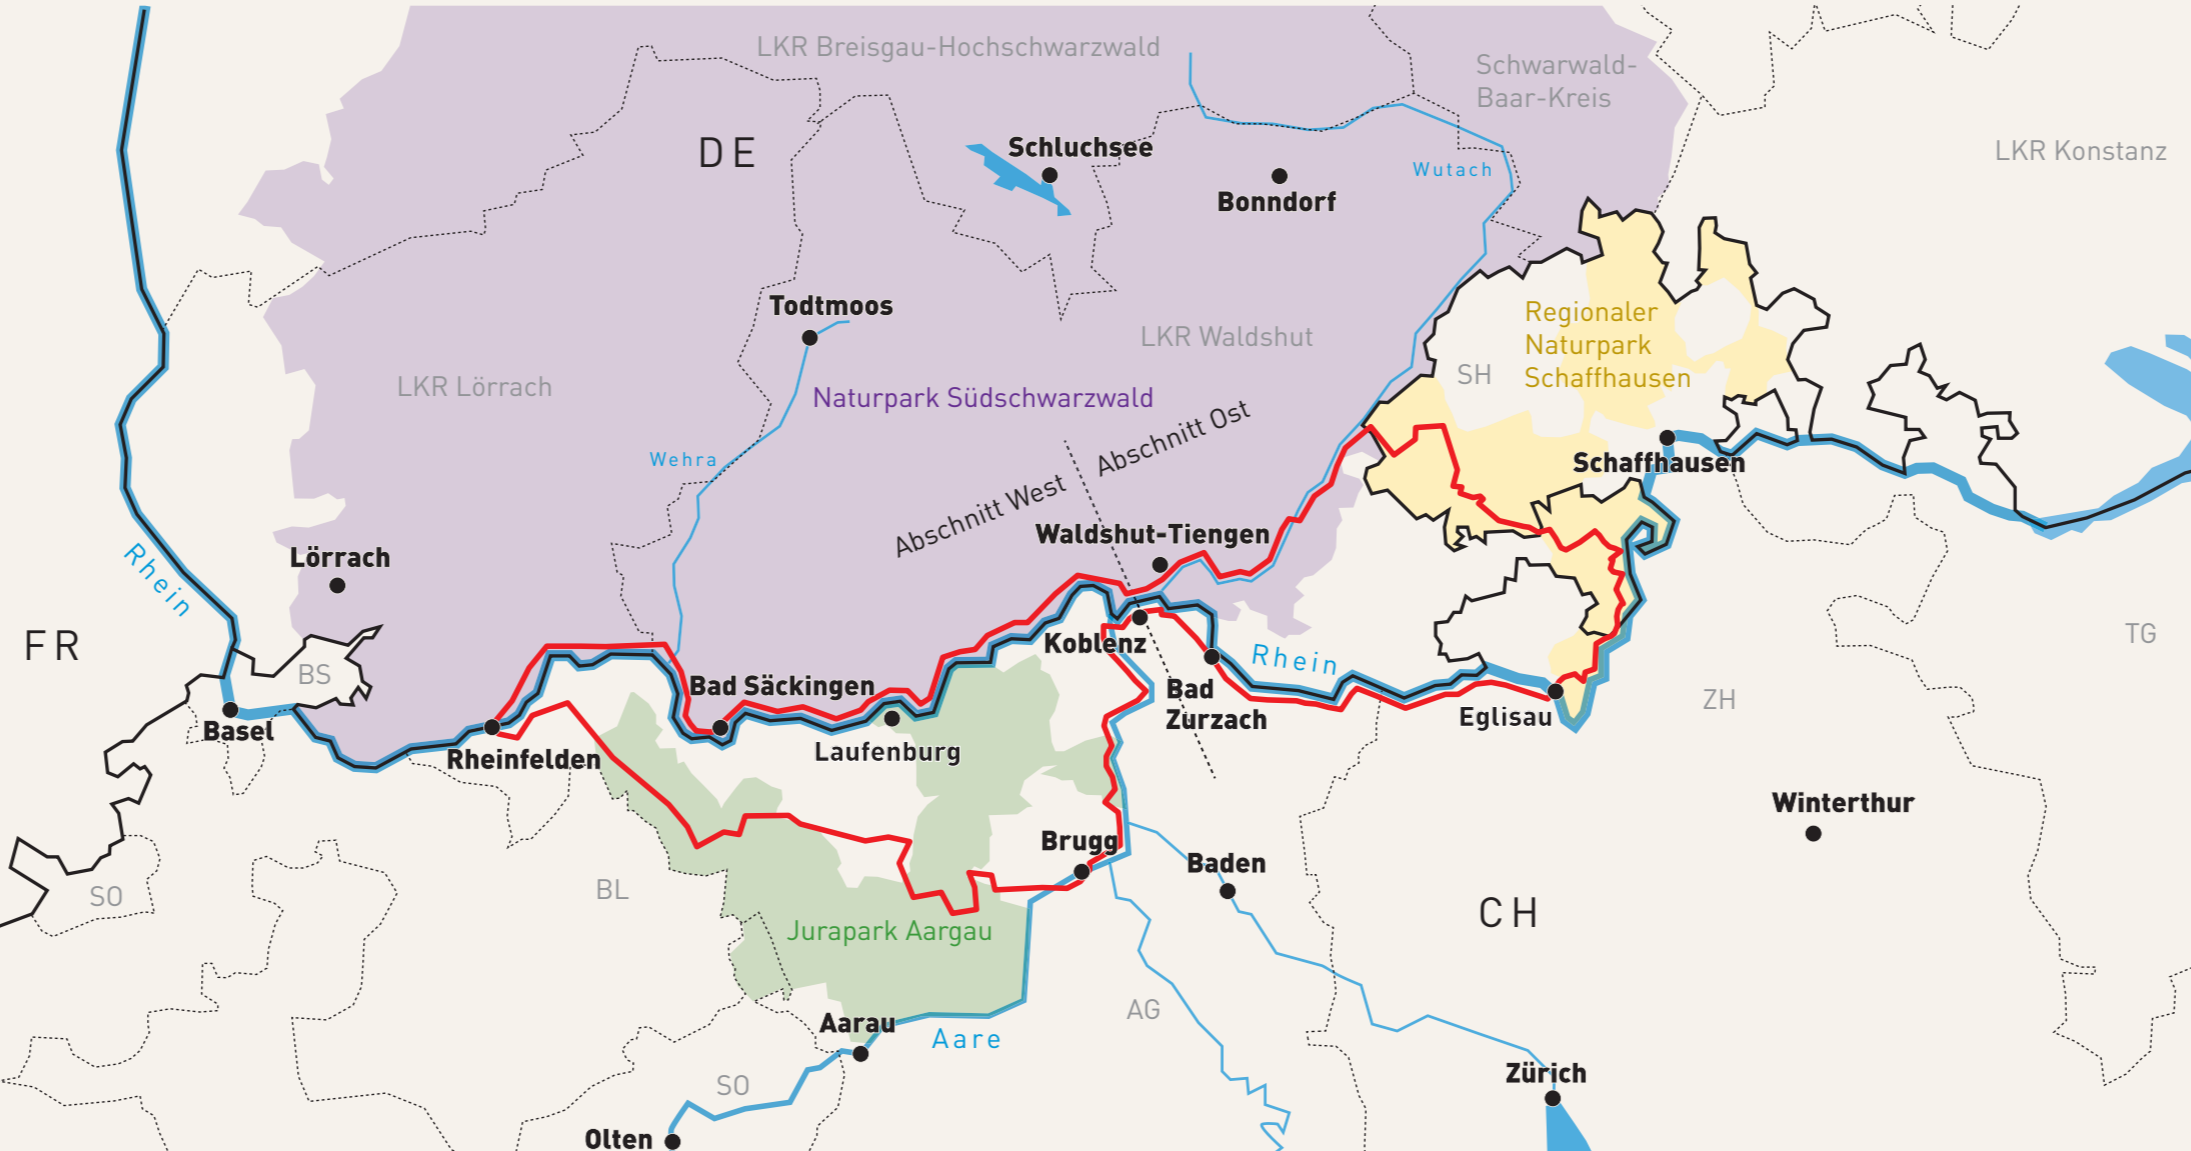 LKR Breisgau-Hochschwarzwald
Schwarwald-
Baar-Kreis
DE
Schluchsee
LKR Konstanz
Wutach
Bonndorf
Todtmoos
Regionaler
Naturpark
Schaffhausen
LKR Waldshut
SH
LKR Lörrach
Naturpark Südschwarzwald
Abschnitt Ost
Wehra
Schaffhausen
Abschnitt West
Waldshut-Tiengen
Lörrach
Rhein
FR
BS
Koblenz
Rhein
TG
Bad Säckingen
Bad
Zurzach
ZH
Eglisau
Basel
Laufenburg
Rheinfelden
Winterthur
Brugg
Baden
SO
BL
CH
Jurapark Aargau
AG
Aarau
Aare
Zürich
SO
Olten